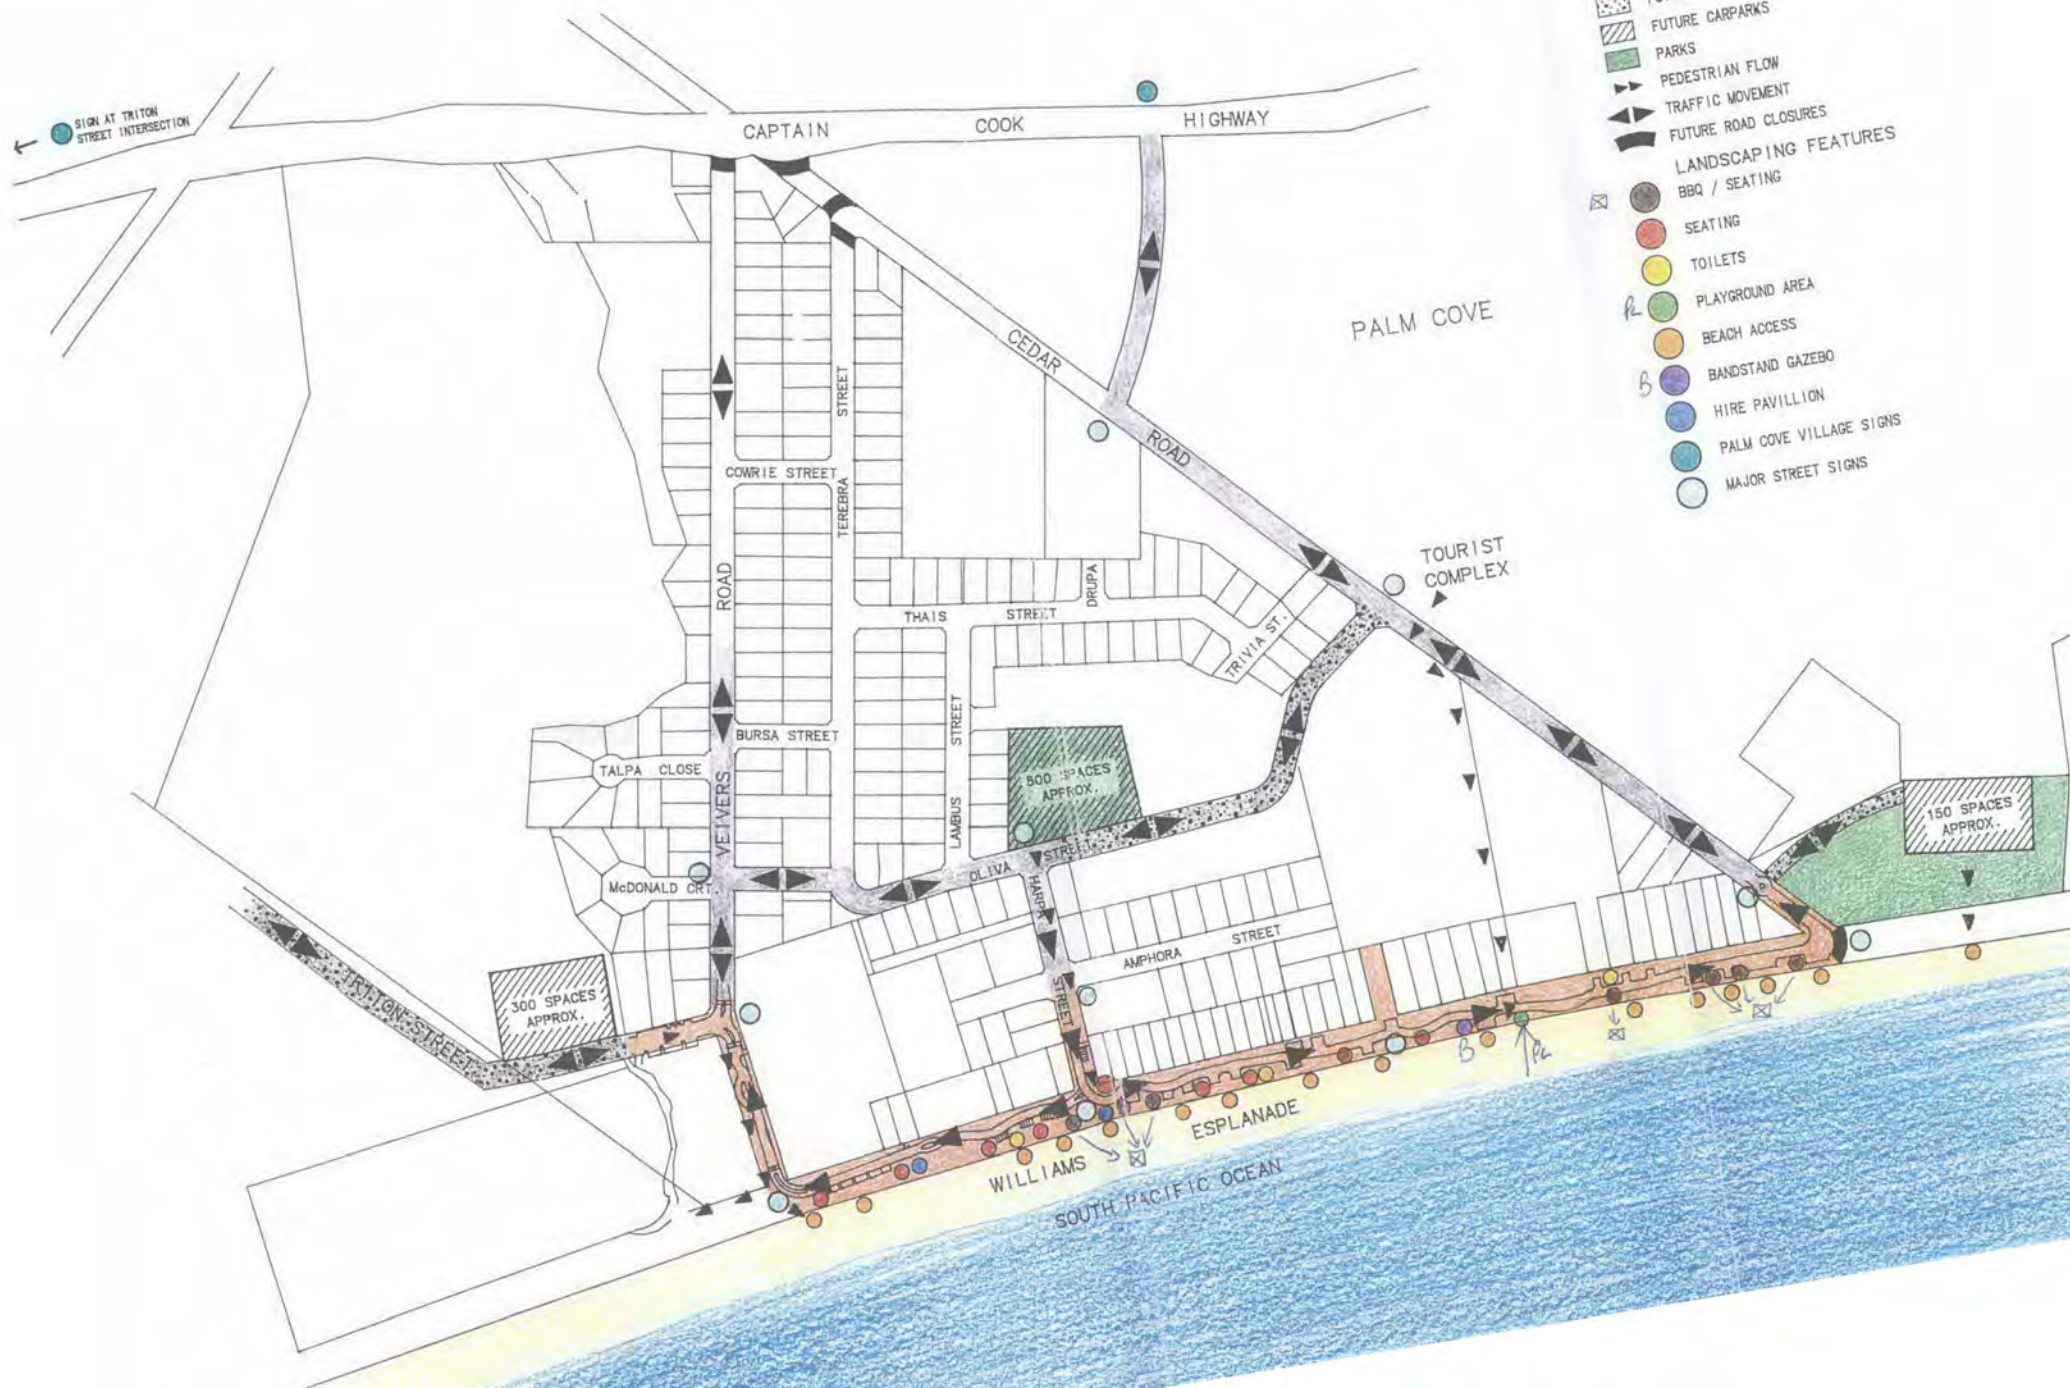 SIGN AT TRITON
STREET INTERSECTION
CAPTAIN COOK HIGHWAY
FUTURE CARPARKS
PARKS
PEDESTRIAN FLOW
TRAFFIC MOVEMENT
FUTURE ROAD CLOSURES
LANDSCAPING FEATURES
BBQ / SEATING
SEATING
TOILETS
PL PLAYGROUND AREA
BEACH ACCESS
B BANDSTAND GAZEBO
HIRE PAVILLION
PALM COVE VILLAGE SIGNS
MAJOR STREET SIGNS
PALM COVE
CEDAR ROAD
TEREBRA STREET
COWRIE STREET
VEIVERS ROAD
TOURIST
COMPLEX
THAIS STREET
DRUPA
TRIVIA ST.
LAMBUS STREET
BURSA STREET
TALPA CLOSE
500 SPACES
APPROX.
150 SPACES
APPROX.
McDONALD CRT.
OLIVA STREET
HARPA STREET
AMPHORA STREET
TRITON STREET
300 SPACES
APPROX.
B
PL
WILLIAMS ESPLANADE
SOUTH PACIFIC OCEAN